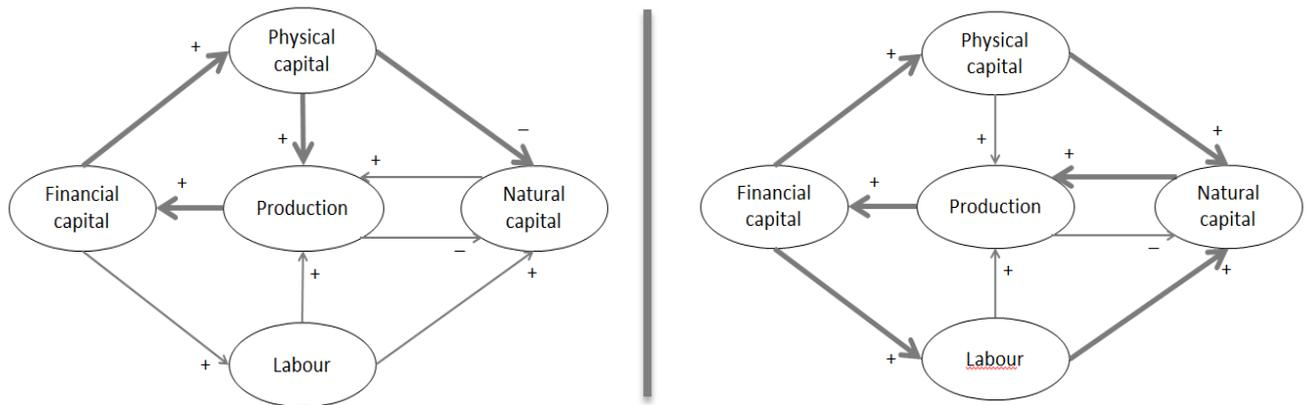 Physical
capital
+
+
−
+
+
Financial
capital
Production
Natural
capital
−
+
+
+
Labour
Physical
capital
+
+
+
+
+
Financial
capital
Production
Natural
capital
−
+
+
+
Labour